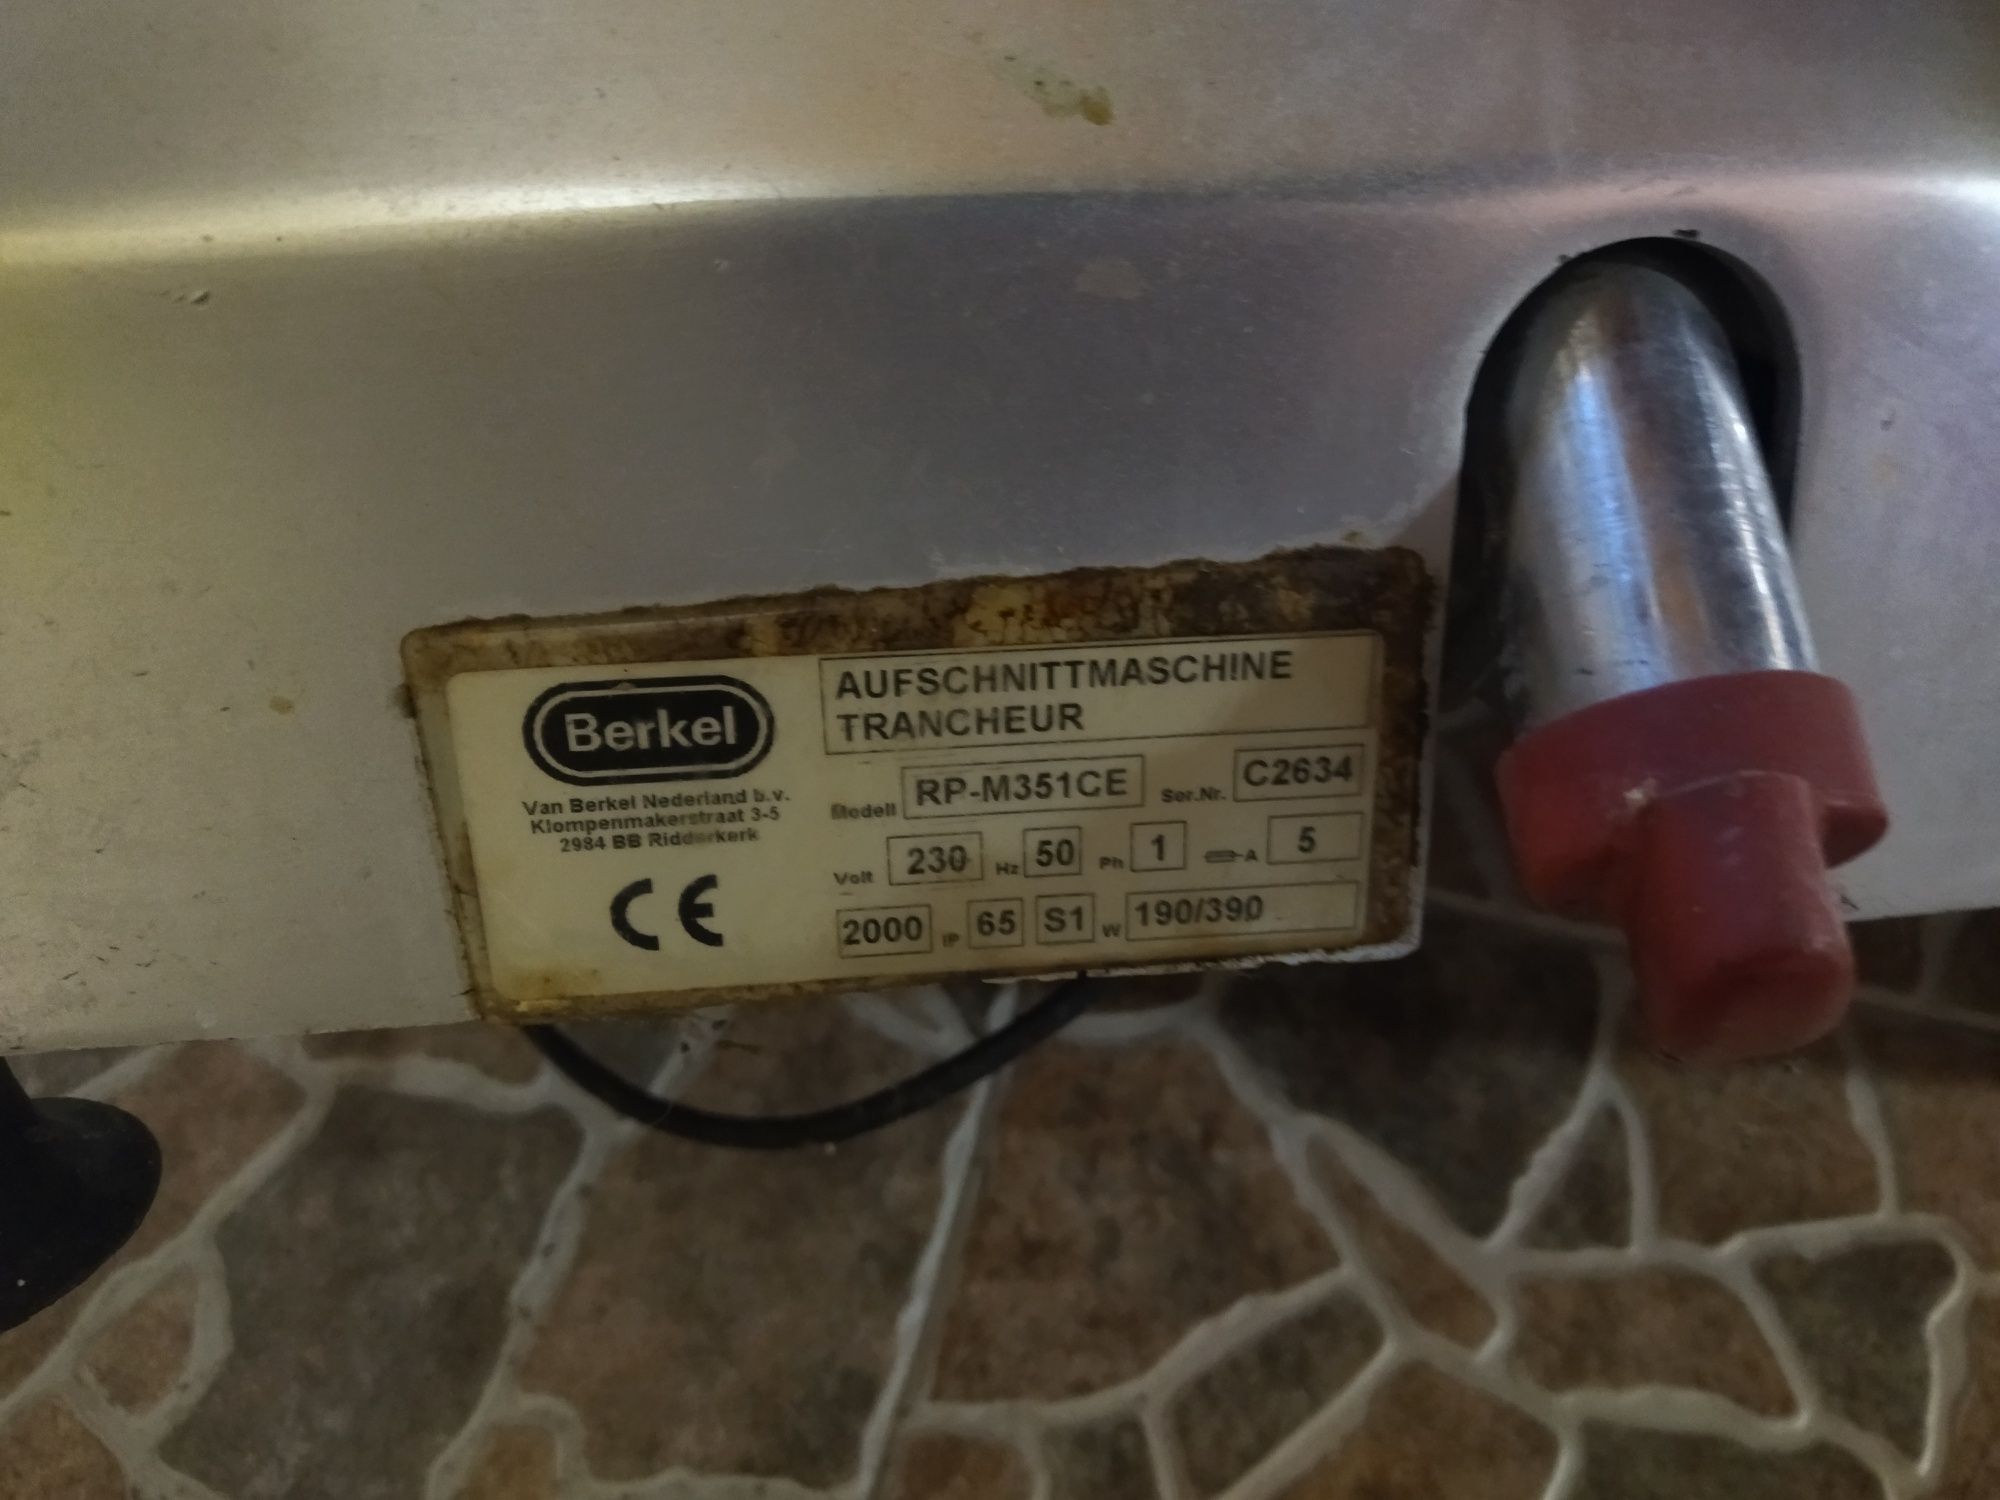 Berkel
Van Berkel Nederland b.v.
Klompenmakerstraat 3-5
2984 BB Ridderkerk
CE
AUFSCHNITTMASCHINE
TRANCHEUR
Modell RP-M351CE Ser.Nr. C2634
Volt 230 Hz 50 Ph 1 A 5
2000 IP 65 S1 W 190/390